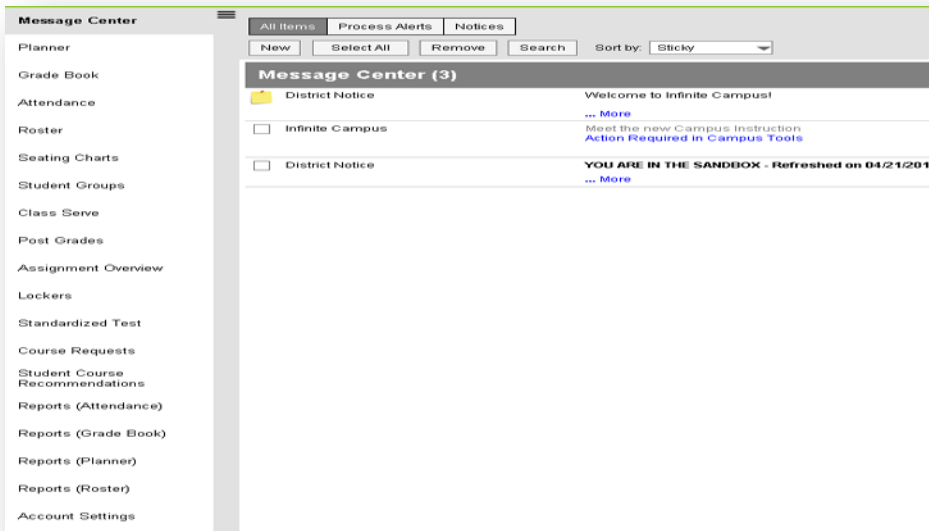 Message Center
Planner
Grade Book
Attendance
Roster
Seating Charts
Student Groups
Class Serve
Post Grades
Assignment Overview
Lockers
Standardized Test
Course Requests
Student Course
Recommendations
Reports (Attendance)
Reports (Grade Book)
Reports (Planner)
Reports (Roster)
Account Settings
All Items Process Alerts Notices
New Select All Remove Search Sort by: Sticky
Message Center (3)
District Notice Welcome to Infinite Campus!
... More
Infinite Campus Meet the new Campus Instruction
Action Required in Campus Tools
District Notice YOU ARE IN THE SANDBOX - Refreshed on 04/21/201
... More